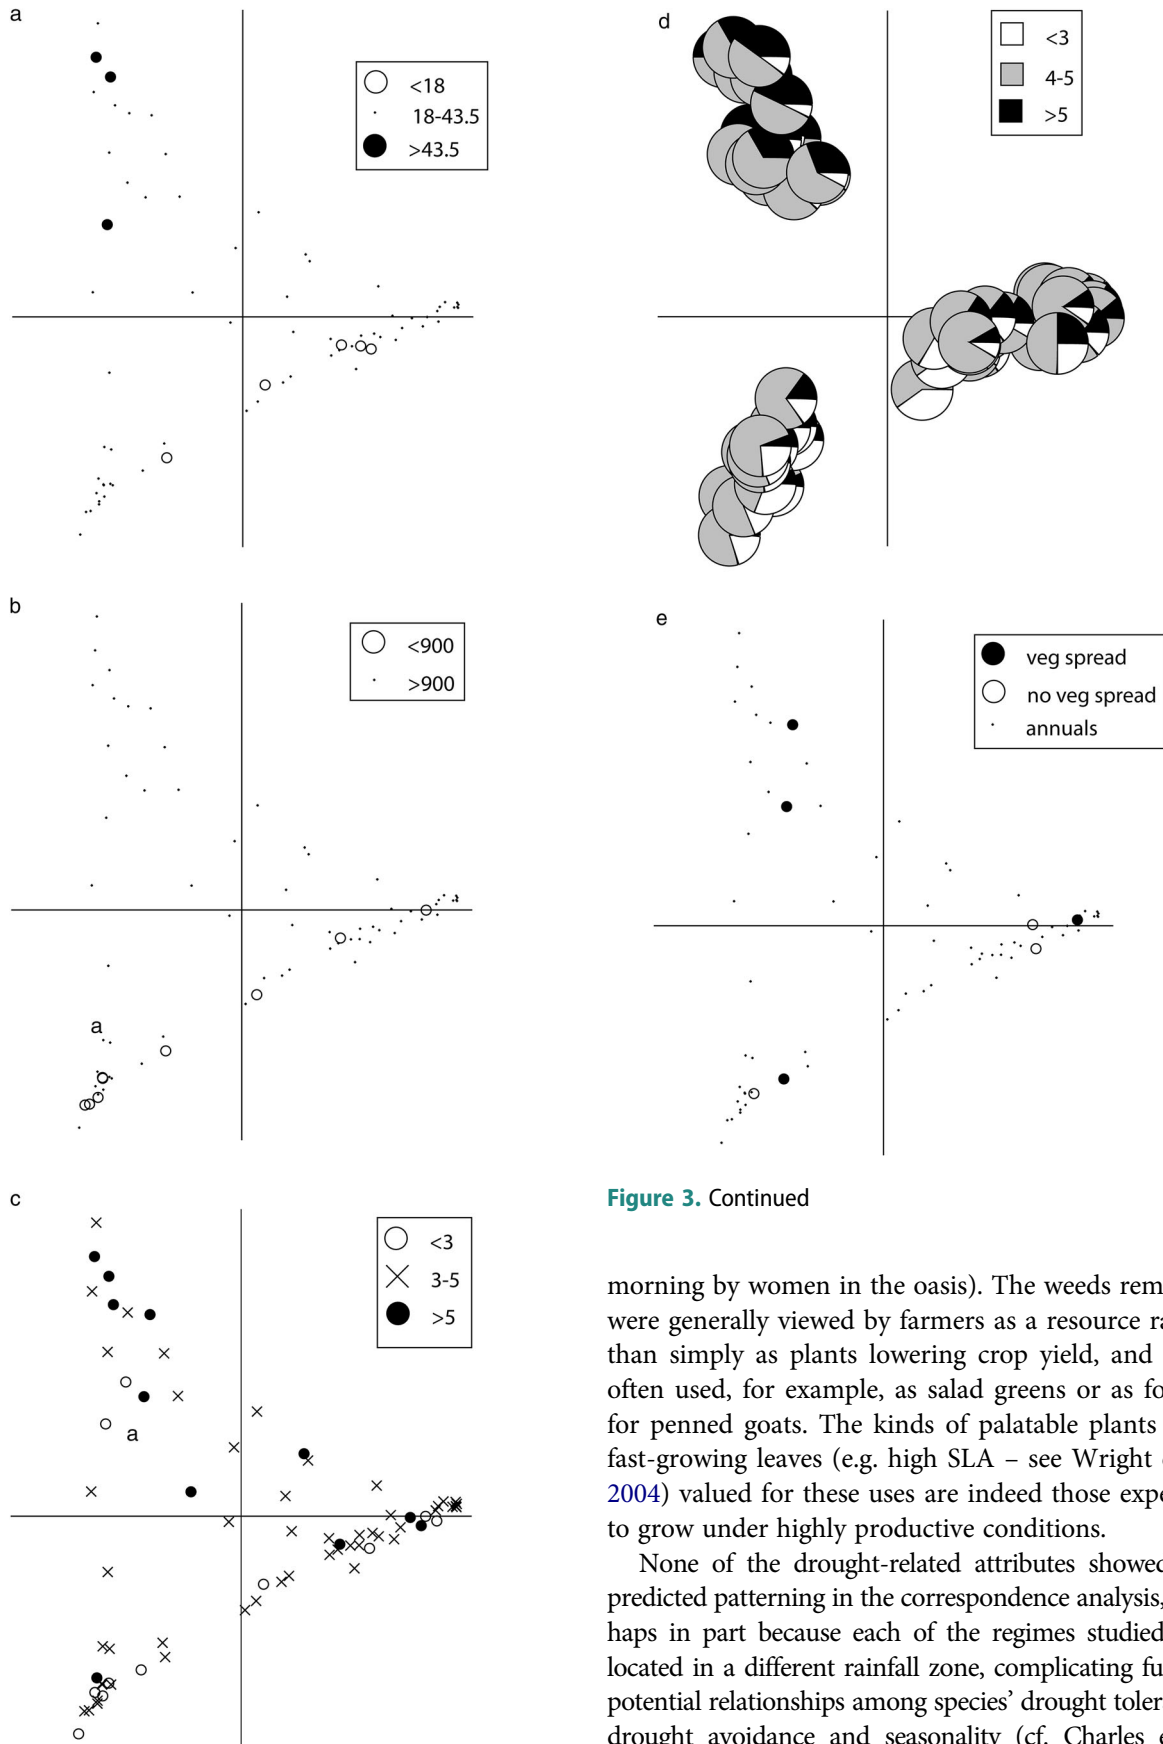 a
<18
18-43.5
>43.5
b
<900
>900
a
c
<3
3-5
>5
a
d
<3
4-5
>5
e
veg spread
no veg spread
annuals
Figure 3. Continued
morning by women in the oasis). The weeds rem
were generally viewed by farmers as a resource ra
than simply as plants lowering crop yield, and
often used, for example, as salad greens or as fo
for penned goats. The kinds of palatable plants
fast-growing leaves (e.g. high SLA – see Wright
2004) valued for these uses are indeed those expe
to grow under highly productive conditions.
None of the drought-related attributes showed
predicted patterning in the correspondence analysis,
haps in part because each of the regimes studied
located in a different rainfall zone, complicating fu
potential relationships among species' drought toler
drought avoidance and seasonality (cf. Charles e